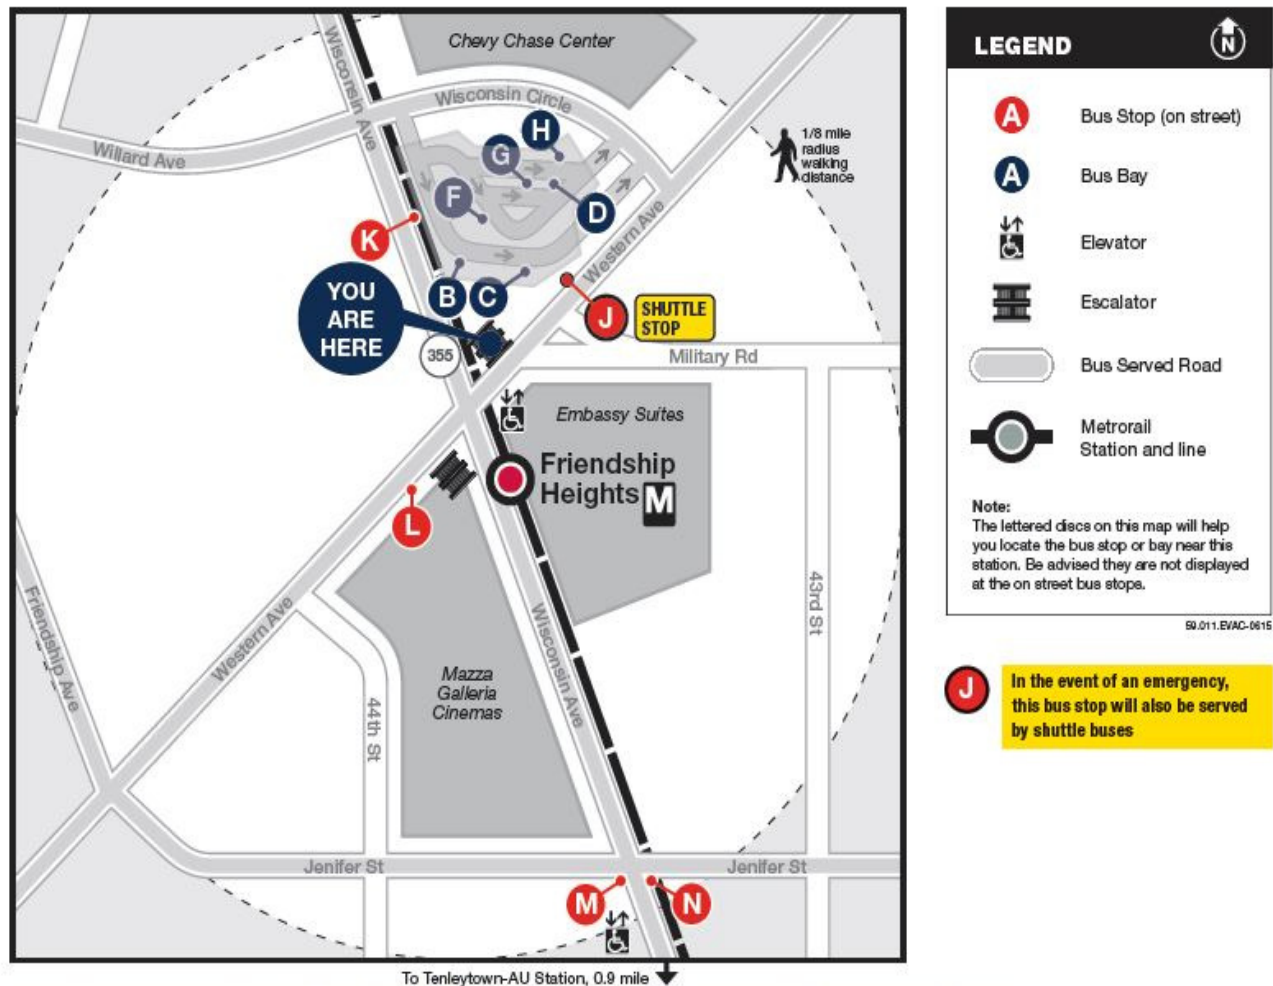 Chevy Chase Center
Wisconsin Ave
Wisconsin Circle
Willard Ave
H
G
F
D
K
B
C
1/8 mile
radius
walking
distance
Western Ave
YOU
ARE
HERE
355
J
SHUTTLE
STOP
Military Rd
Embassy Suites
Friendship
Heights M
L
43rd St
Friendship Ave
Western Ave
Wisconsin Ave
Mazza
Galleria
Cinemas
44th St
Jenifer St
Jenifer St
M
N
To Tenleytown-AU Station, 0.9 mile
LEGEND
N
A
Bus Stop (on street)
A
Bus Bay
Elevator
Escalator
Bus Served Road
Metrorail
Station and line
Note:
The lettered discs on this map will help
you locate the bus stop or bay near this
station. Be advised they are not displayed
at the on street bus stops.
59.011.EVAC-0615
J
In the event of an emergency,
this bus stop will also be served
by shuttle buses